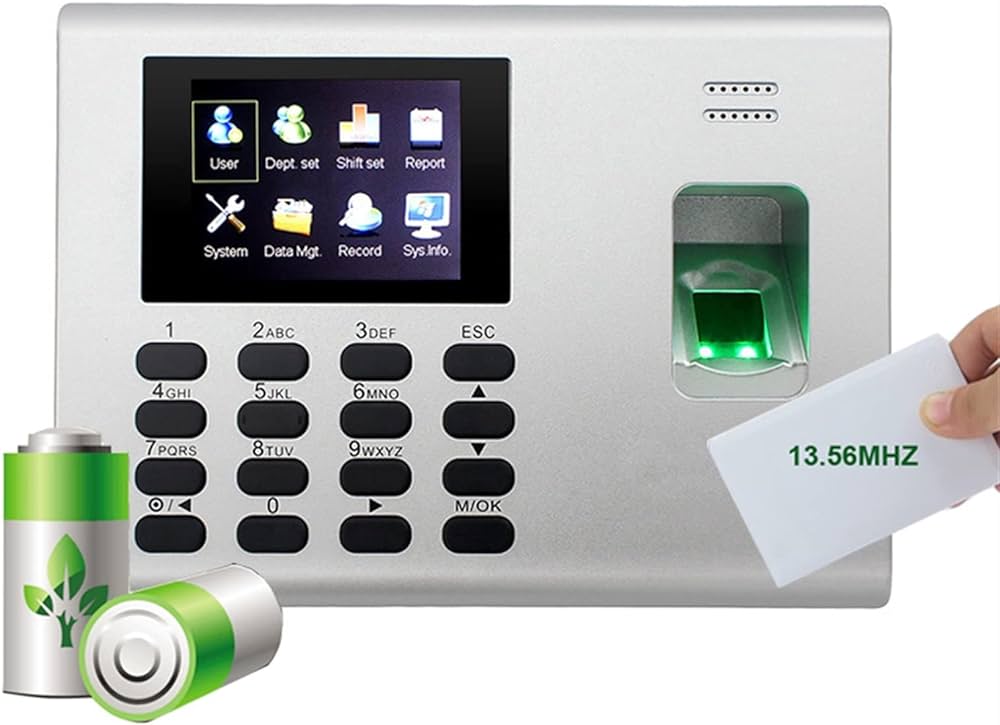 User Dept. set Shift set Report
System Data Mgt. Record Sys.Info.
1 2ABC 3DEF ESC
4GHI 5JKL 6MNO ▲
7PQRS 8TUV 9WXYZ ▼
⊙/◀ 0 ▶ M/OK
13.56MHZ